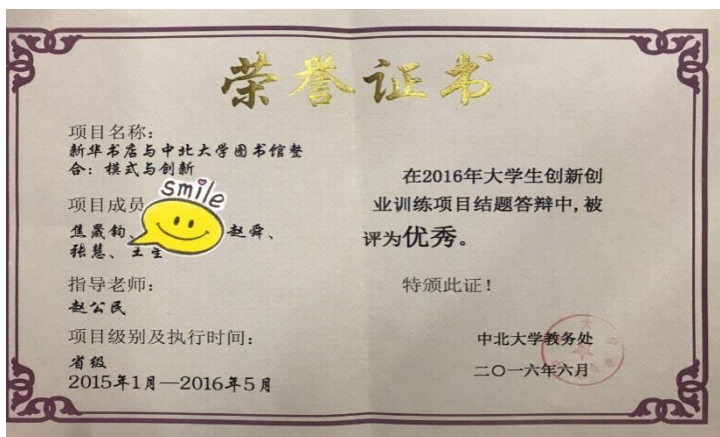 荣誉证书
项目名称：
新华书店与中北大学图书馆整
合：模式与创新
smile
项目成员
焦晟钧、 赵舜、
张慧、王宝
指导老师：
赵公民
项目级别及执行时间：
省级
2015年1月—2016年5月
在2016年大学生创新创
业训练项目结题答辩中,被
评为优秀。
特颁此证！
中北大学教务处
二〇一六年六月